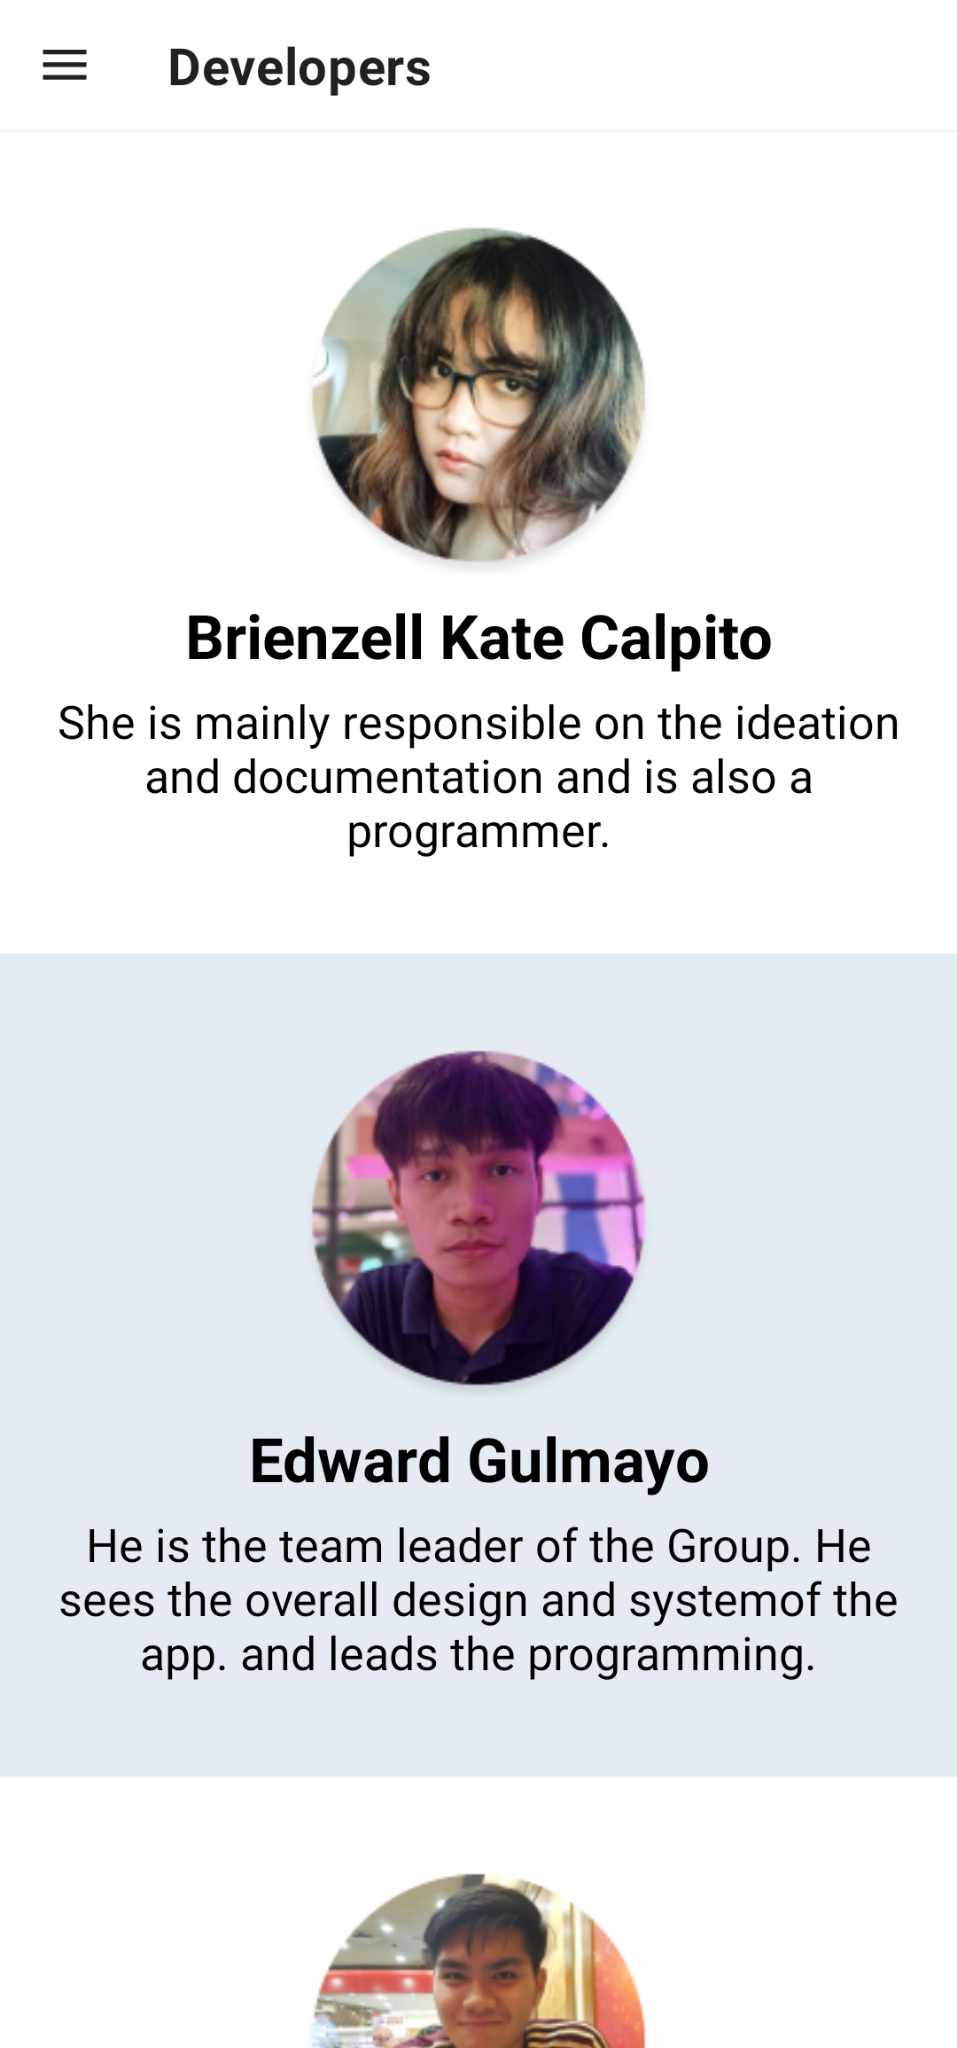 Developers
Brienzell Kate Calpito
She is mainly responsible on the ideation
and documentation and is also a
programmer.
Edward Gulmayo
He is the team leader of the Group. He
sees the overall design and systemof the
app. and leads the programming.